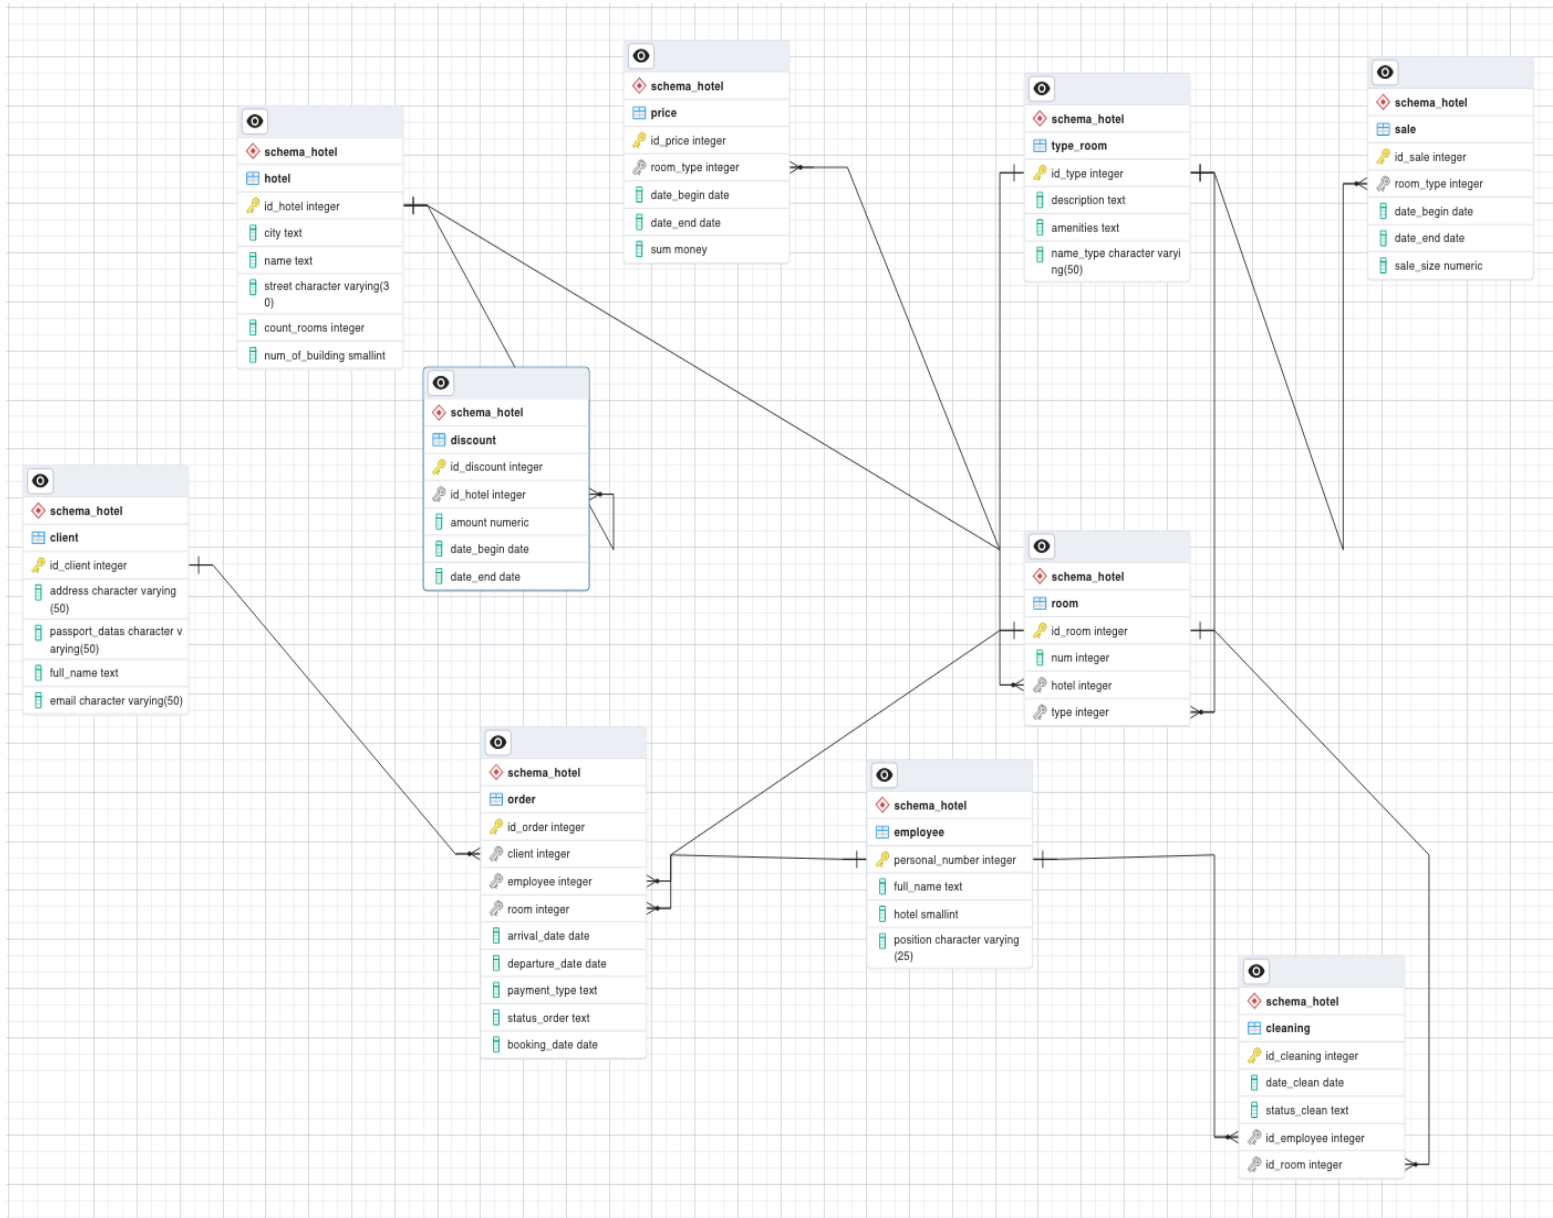 schema_hotel
hotel
id_hotel integer
city text
name text
street character varying(3
0)
count_rooms integer
num_of_building smallint
schema_hotel
price
id_price integer
room_type integer
date_begin date
date_end date
sum money
schema_hotel
type_room
id_type integer
description text
amenities text
name_type character varyi
ng(50)
schema_hotel
sale
id_sale integer
room_type integer
date_begin date
date_end date
sale_size numeric
schema_hotel
discount
id_discount integer
id_hotel integer
amount numeric
date_begin date
date_end date
schema_hotel
client
id_client integer
address character varying
(50)
passport_datas character v
arying(50)
full_name text
email character varying(50)
schema_hotel
room
id_room integer
num integer
hotel integer
type integer
schema_hotel
order
id_order integer
client integer
employee integer
room integer
arrival_date date
departure_date date
payment_type text
status_order text
booking_date date
schema_hotel
employee
personal_number integer
full_name text
hotel smallint
position character varying
(25)
schema_hotel
cleaning
id_cleaning integer
date_clean date
status_clean text
id_employee integer
id_room integer